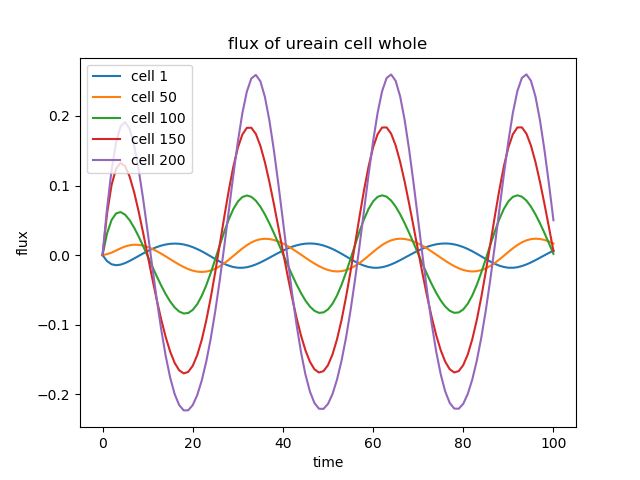 flux of ureain cell whole
cell 1
cell 50
cell 100
cell 150
cell 200
flux
0.2
0.1
0.0
−0.1
−0.2
0 20 40 60 80 100
time